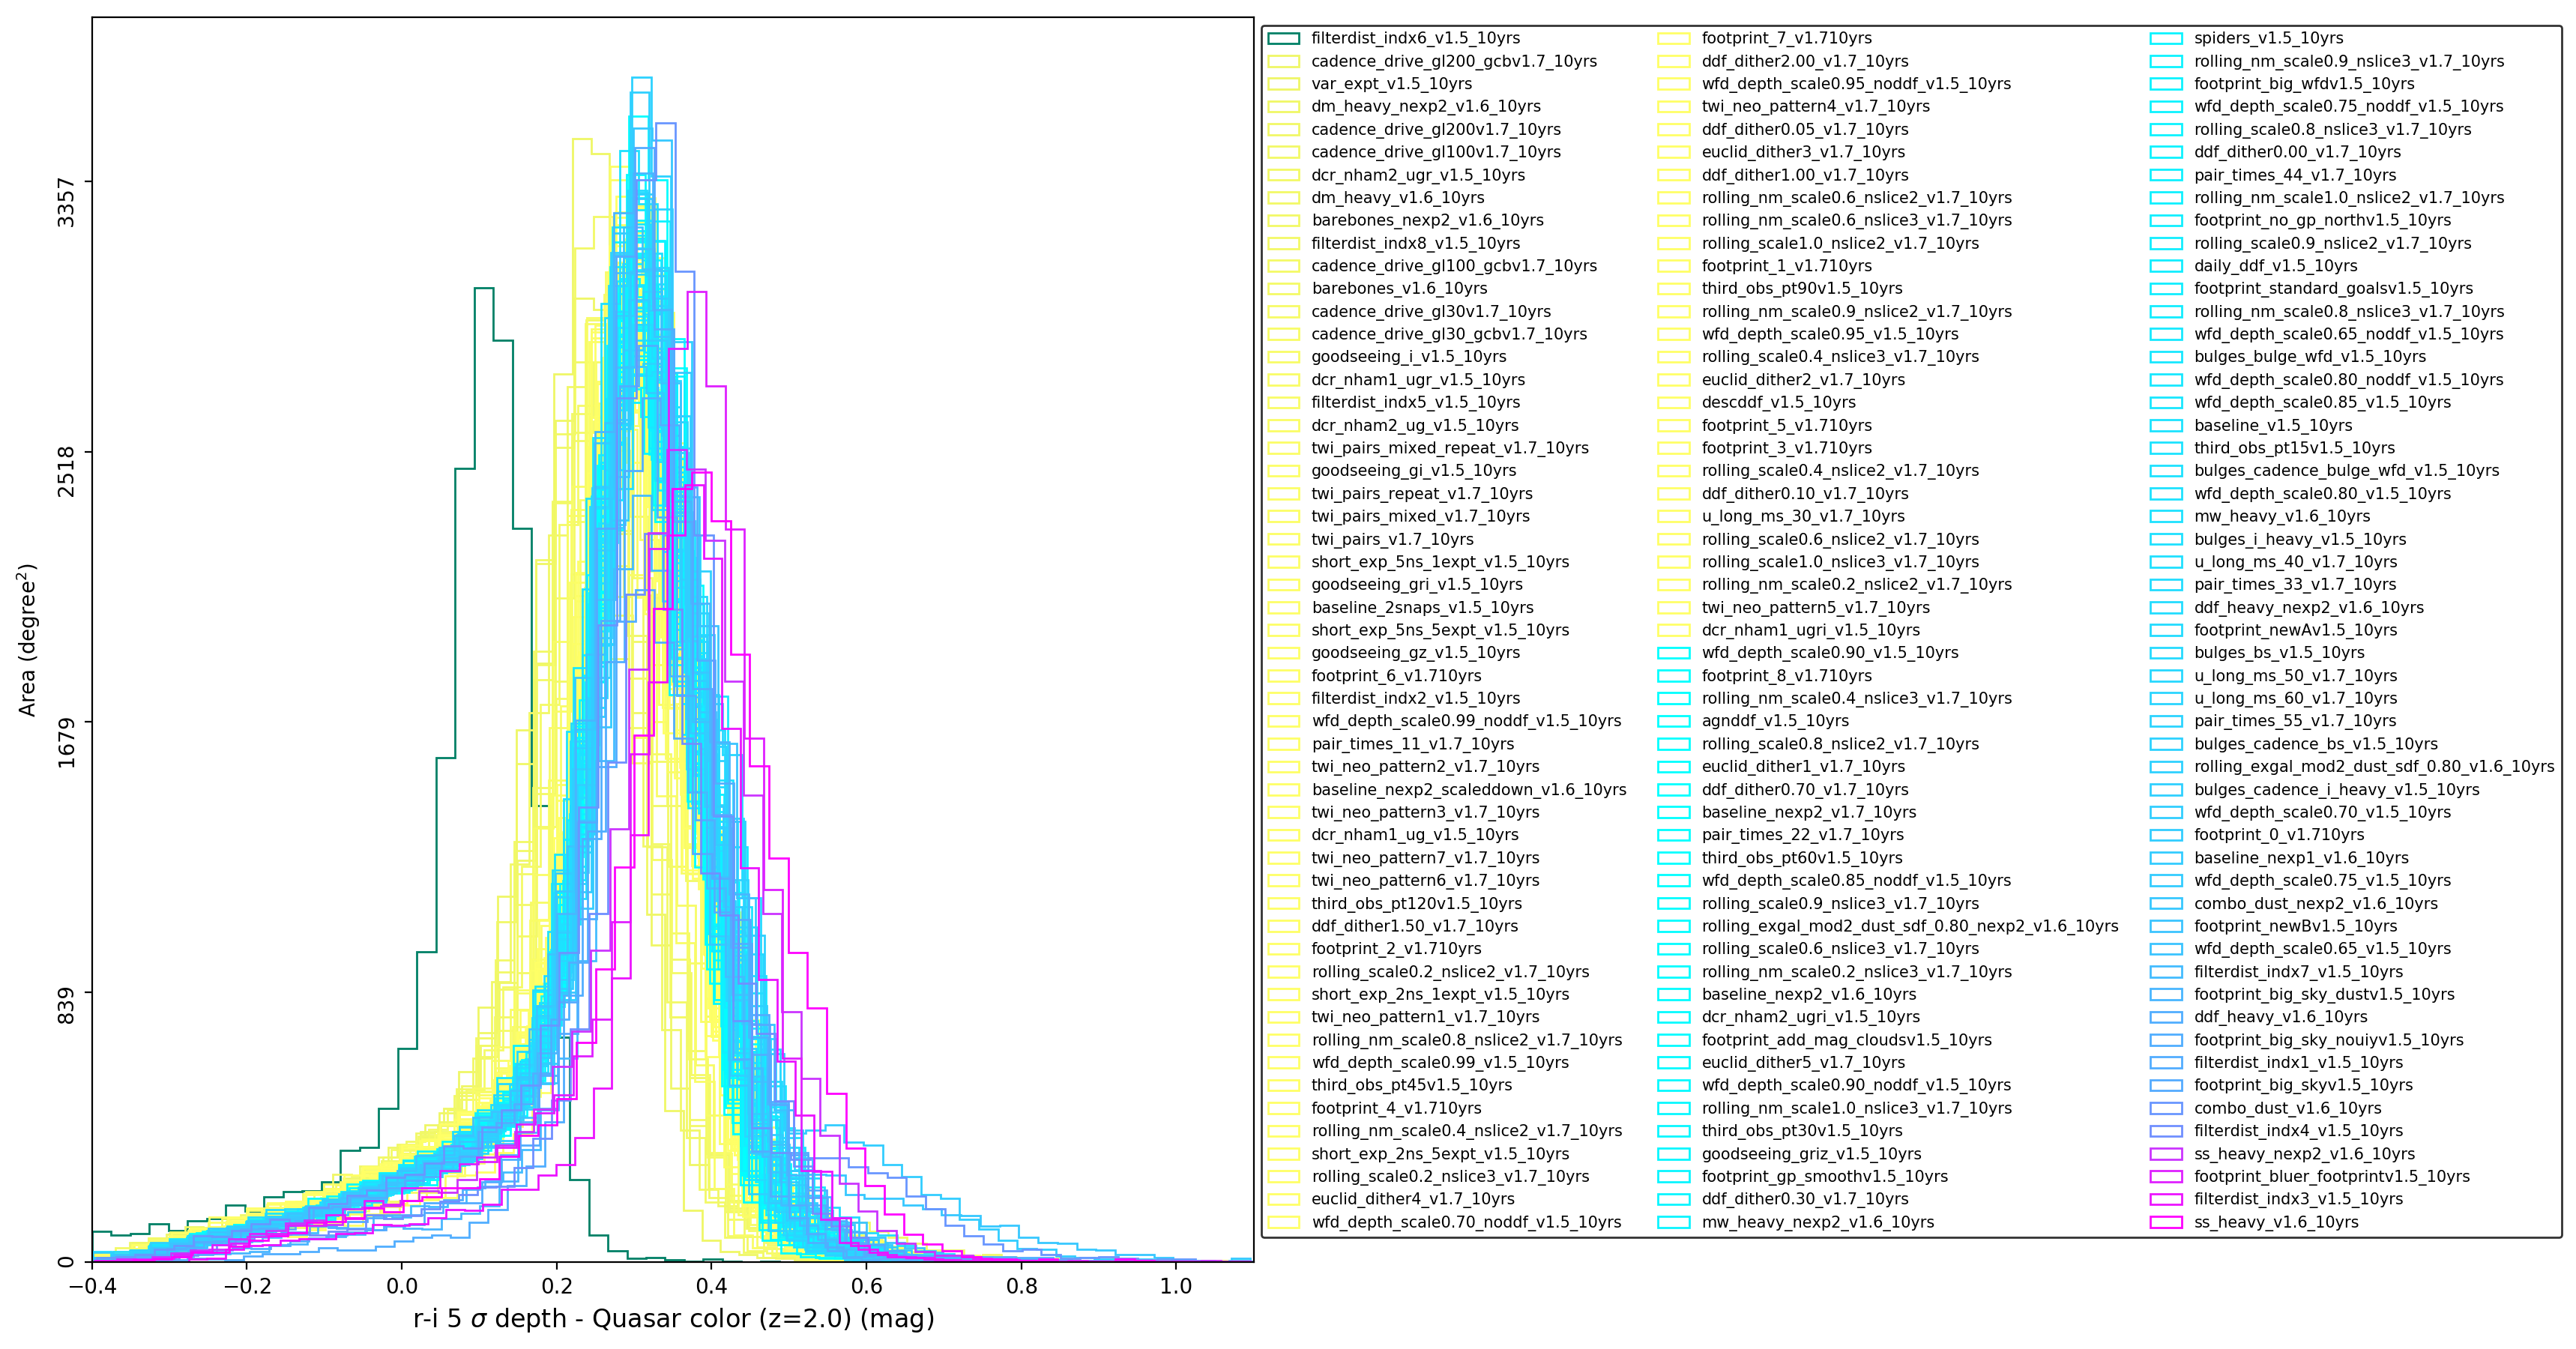 3357
2518
1679
839
0
Area (degree²)
−0.4
−0.2
0.0
0.2
0.4
0.6
0.8
1.0
r-i 5 σ depth - Quasar color (z=2.0) (mag)
filterdist_indx6_v1.5_10yrs
cadence_drive_gl200_gcbv1.7_10yrs
var_expt_v1.5_10yrs
dm_heavy_nexp2_v1.6_10yrs
cadence_drive_gl200v1.7_10yrs
cadence_drive_gl100v1.7_10yrs
dcr_nham2_ugr_v1.5_10yrs
dm_heavy_v1.6_10yrs
barebones_nexp2_v1.6_10yrs
filterdist_indx8_v1.5_10yrs
cadence_drive_gl100_gcbv1.7_10yrs
barebones_v1.6_10yrs
cadence_drive_gl30v1.7_10yrs
cadence_drive_gl30_gcbv1.7_10yrs
goodseeing_i_v1.5_10yrs
dcr_nham1_ugr_v1.5_10yrs
filterdist_indx5_v1.5_10yrs
dcr_nham2_ug_v1.5_10yrs
twi_pairs_mixed_repeat_v1.7_10yrs
goodseeing_gi_v1.5_10yrs
twi_pairs_repeat_v1.7_10yrs
twi_pairs_mixed_v1.7_10yrs
twi_pairs_v1.7_10yrs
short_exp_5ns_1expt_v1.5_10yrs
goodseeing_gri_v1.5_10yrs
baseline_2snaps_v1.5_10yrs
short_exp_5ns_5expt_v1.5_10yrs
goodseeing_gz_v1.5_10yrs
footprint_6_v1.710yrs
filterdist_indx2_v1.5_10yrs
wfd_depth_scale0.99_noddf_v1.5_10yrs
pair_times_11_v1.7_10yrs
twi_neo_pattern2_v1.7_10yrs
baseline_nexp2_scaleddown_v1.6_10yrs
twi_neo_pattern3_v1.7_10yrs
dcr_nham1_ug_v1.5_10yrs
twi_neo_pattern7_v1.7_10yrs
twi_neo_pattern6_v1.7_10yrs
third_obs_pt120v1.5_10yrs
ddf_dither1.50_v1.7_10yrs
footprint_2_v1.710yrs
rolling_scale0.2_nslice2_v1.7_10yrs
short_exp_2ns_1expt_v1.5_10yrs
twi_neo_pattern1_v1.7_10yrs
rolling_nm_scale0.8_nslice2_v1.7_10yrs
wfd_depth_scale0.99_v1.5_10yrs
third_obs_pt45v1.5_10yrs
footprint_4_v1.710yrs
rolling_nm_scale0.4_nslice2_v1.7_10yrs
short_exp_2ns_5expt_v1.5_10yrs
rolling_scale0.2_nslice3_v1.7_10yrs
euclid_dither4_v1.7_10yrs
wfd_depth_scale0.70_noddf_v1.5_10yrs
footprint_7_v1.710yrs
ddf_dither2.00_v1.7_10yrs
wfd_depth_scale0.95_noddf_v1.5_10yrs
twi_neo_pattern4_v1.7_10yrs
ddf_dither0.05_v1.7_10yrs
euclid_dither3_v1.7_10yrs
ddf_dither1.00_v1.7_10yrs
rolling_nm_scale0.6_nslice2_v1.7_10yrs
rolling_nm_scale0.6_nslice3_v1.7_10yrs
rolling_scale1.0_nslice2_v1.7_10yrs
footprint_1_v1.710yrs
third_obs_pt90v1.5_10yrs
rolling_nm_scale0.9_nslice2_v1.7_10yrs
wfd_depth_scale0.95_v1.5_10yrs
rolling_scale0.4_nslice3_v1.7_10yrs
euclid_dither2_v1.7_10yrs
descddf_v1.5_10yrs
footprint_5_v1.710yrs
footprint_3_v1.710yrs
rolling_scale0.4_nslice2_v1.7_10yrs
ddf_dither0.10_v1.7_10yrs
u_long_ms_30_v1.7_10yrs
rolling_scale0.6_nslice2_v1.7_10yrs
rolling_scale1.0_nslice3_v1.7_10yrs
rolling_nm_scale0.2_nslice2_v1.7_10yrs
twi_neo_pattern5_v1.7_10yrs
dcr_nham1_ugri_v1.5_10yrs
wfd_depth_scale0.90_v1.5_10yrs
footprint_8_v1.710yrs
rolling_nm_scale0.4_nslice3_v1.7_10yrs
agnddf_v1.5_10yrs
rolling_scale0.8_nslice2_v1.7_10yrs
euclid_dither1_v1.7_10yrs
ddf_dither0.70_v1.7_10yrs
baseline_nexp2_v1.7_10yrs
pair_times_22_v1.7_10yrs
third_obs_pt60v1.5_10yrs
wfd_depth_scale0.85_noddf_v1.5_10yrs
rolling_scale0.9_nslice3_v1.7_10yrs
rolling_exgal_mod2_dust_sdf_0.80_nexp2_v1.6_10yrs
rolling_scale0.6_nslice3_v1.7_10yrs
rolling_nm_scale0.2_nslice3_v1.7_10yrs
baseline_nexp2_v1.6_10yrs
dcr_nham2_ugri_v1.5_10yrs
footprint_add_mag_cloudsv1.5_10yrs
euclid_dither5_v1.7_10yrs
wfd_depth_scale0.90_noddf_v1.5_10yrs
rolling_nm_scale1.0_nslice3_v1.7_10yrs
third_obs_pt30v1.5_10yrs
goodseeing_griz_v1.5_10yrs
footprint_gp_smoothv1.5_10yrs
ddf_dither0.30_v1.7_10yrs
mw_heavy_nexp2_v1.6_10yrs
spiders_v1.5_10yrs
rolling_nm_scale0.9_nslice3_v1.7_10yrs
footprint_big_wfdv1.5_10yrs
wfd_depth_scale0.75_noddf_v1.5_10yrs
rolling_scale0.8_nslice3_v1.7_10yrs
ddf_dither0.00_v1.7_10yrs
pair_times_44_v1.7_10yrs
rolling_nm_scale1.0_nslice2_v1.7_10yrs
footprint_no_gp_northv1.5_10yrs
rolling_scale0.9_nslice2_v1.7_10yrs
daily_ddf_v1.5_10yrs
footprint_standard_goalsv1.5_10yrs
rolling_nm_scale0.8_nslice3_v1.7_10yrs
wfd_depth_scale0.65_noddf_v1.5_10yrs
bulges_bulge_wfd_v1.5_10yrs
wfd_depth_scale0.80_noddf_v1.5_10yrs
wfd_depth_scale0.85_v1.5_10yrs
baseline_v1.5_10yrs
third_obs_pt15v1.5_10yrs
bulges_cadence_bulge_wfd_v1.5_10yrs
wfd_depth_scale0.80_v1.5_10yrs
mw_heavy_v1.6_10yrs
bulges_i_heavy_v1.5_10yrs
u_long_ms_40_v1.7_10yrs
pair_times_33_v1.7_10yrs
ddf_heavy_nexp2_v1.6_10yrs
footprint_newAv1.5_10yrs
bulges_bs_v1.5_10yrs
u_long_ms_50_v1.7_10yrs
u_long_ms_60_v1.7_10yrs
pair_times_55_v1.7_10yrs
bulges_cadence_bs_v1.5_10yrs
rolling_exgal_mod2_dust_sdf_0.80_v1.6_10yrs
bulges_cadence_i_heavy_v1.5_10yrs
wfd_depth_scale0.70_v1.5_10yrs
footprint_0_v1.710yrs
baseline_nexp1_v1.6_10yrs
wfd_depth_scale0.75_v1.5_10yrs
combo_dust_nexp2_v1.6_10yrs
footprint_newBv1.5_10yrs
wfd_depth_scale0.65_v1.5_10yrs
filterdist_indx7_v1.5_10yrs
footprint_big_sky_dustv1.5_10yrs
ddf_heavy_v1.6_10yrs
footprint_big_sky_nouiyv1.5_10yrs
filterdist_indx1_v1.5_10yrs
footprint_big_skyv1.5_10yrs
combo_dust_v1.6_10yrs
filterdist_indx4_v1.5_10yrs
ss_heavy_nexp2_v1.6_10yrs
footprint_bluer_footprintv1.5_10yrs
filterdist_indx3_v1.5_10yrs
ss_heavy_v1.6_10yrs